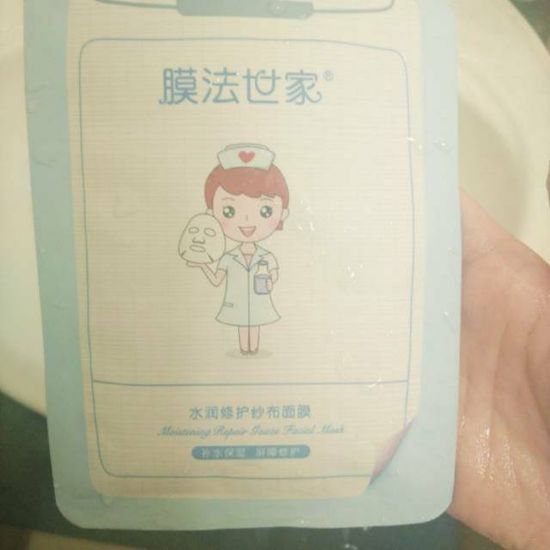 膜法世家®
水润修护纱布面膜
Moistening Repair Gauze Facial Mask
补水保湿 屏障修护